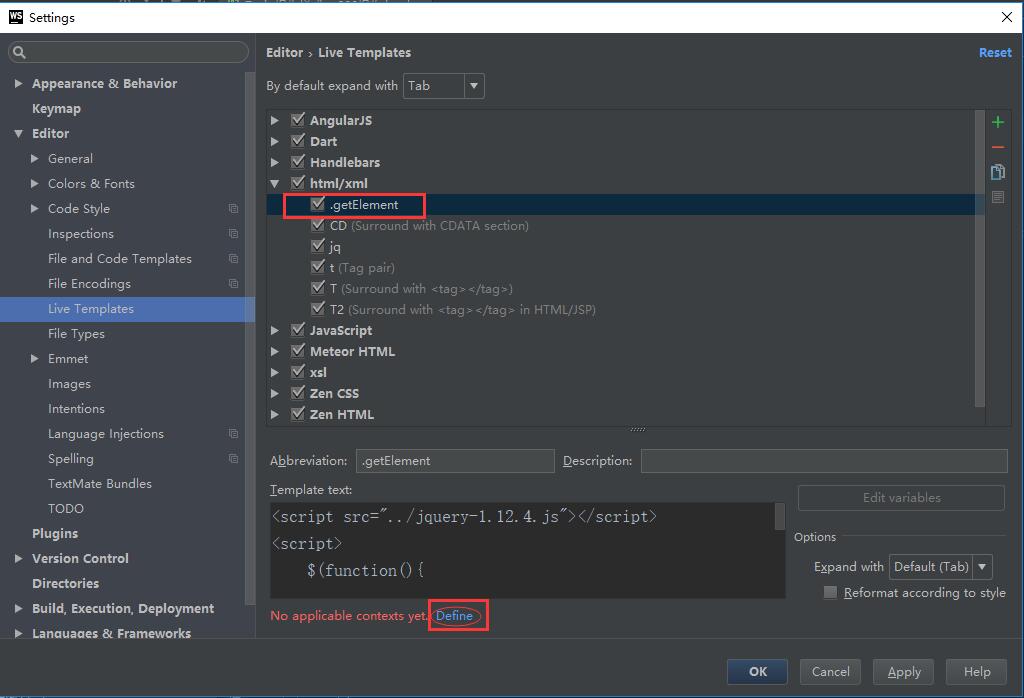 WS Settings
Editor › Live Templates
Reset
By default expand with Tab
Appearance & Behavior
Keymap
Editor
General
Colors & Fonts
Code Style
Inspections
File and Code Templates
File Encodings
Live Templates
File Types
Emmet
Images
Intentions
Language Injections
Spelling
TextMate Bundles
TODO
Plugins
Version Control
Directories
Build, Execution, Deployment
Languages & Frameworks
AngularJS
Dart
Handlebars
html/xml
.getElement
CD (Surround with CDATA section)
jq
t (Tag pair)
T (Surround with <tag></tag>)
T2 (Surround with <tag></tag> in HTML/JSP)
JavaScript
Meteor HTML
xsl
Zen CSS
Zen HTML
Abbreviation: .getElement Description:
Template text:
<script src="../jquery-1.12.4.js"></script>
<script>
$(function(){
Edit variables
Options
Expand with Default (Tab)
Reformat according to style
No applicable contexts yet. Define
OK Cancel Apply Help